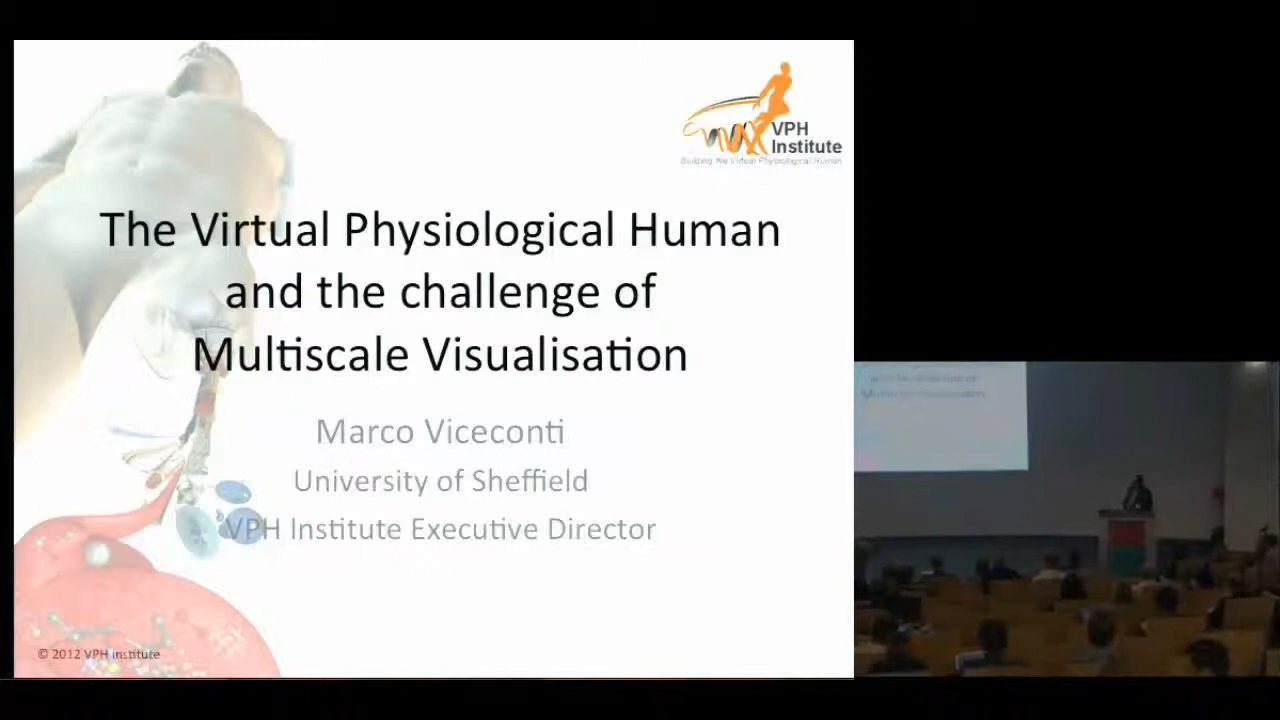 VPH
Institute
Building the Virtual Physiological Human
The Virtual Physiological Human
and the challenge of
Multiscale Visualisation
Marco Viceconti
University of Sheffield
VPH Institute Executive Director
© 2012 VPH Institute